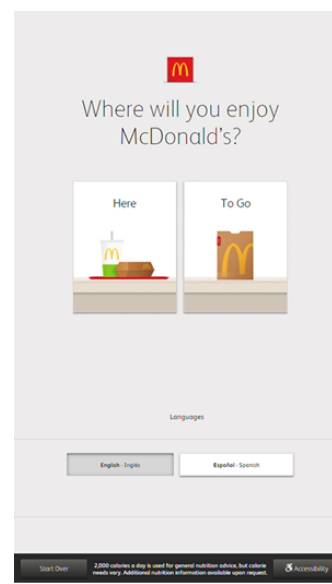 Where will you enjoy
McDonald's?
Here
To Go
Languages
English - Inglés
Español - Spanish
Start Over
2,000 calories a day is used for general nutrition advice, but calorie
needs vary. Additional nutrition information available upon request.
Accessibility